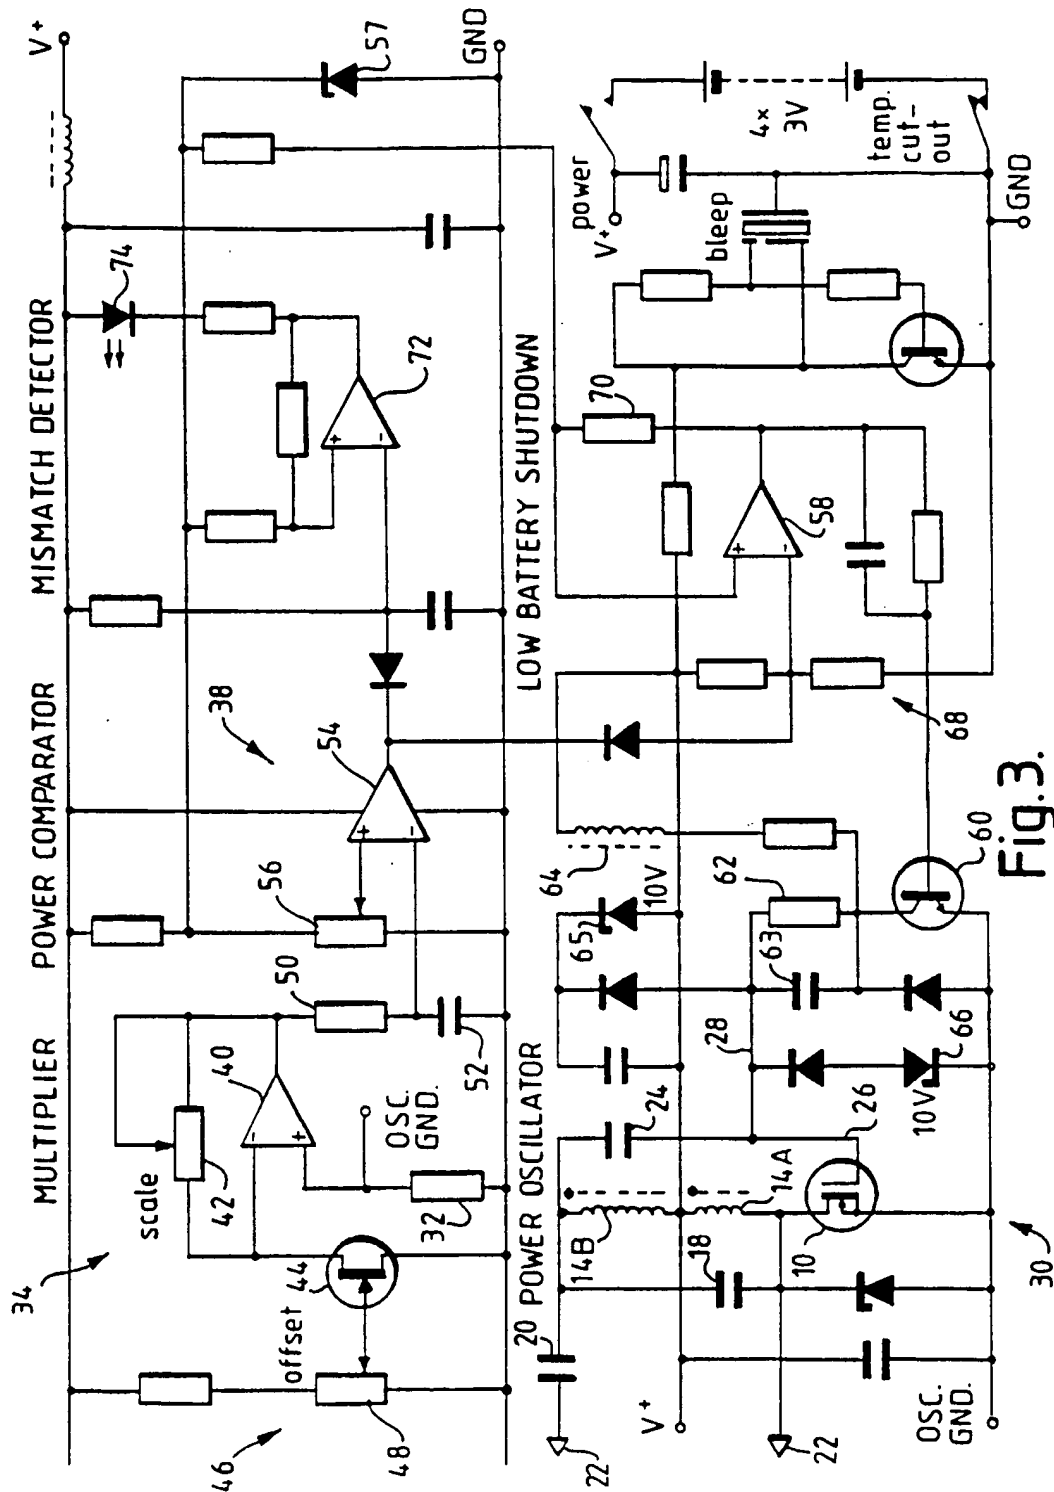 V+
MULTIPLIER
POWER COMPARATOR
MISMATCH DETECTOR
34
scale
42
40
50
56
38
54
72
74
57
offset
44
46
48
32
OSC.
GND.
52
GND
+
-
+
-
+
-
POWER OSCILLATOR
LOW BATTERY SHUTDOWN
20
22
18
14B
14A
24
28
26
10
65
10V
64
62
63
66
10V
60
68
58
+
-
70
bleep
power
V+
4x
3V
temp.
cut-
out
GND
V+
22
OSC.
GND.
30
Fig.3.